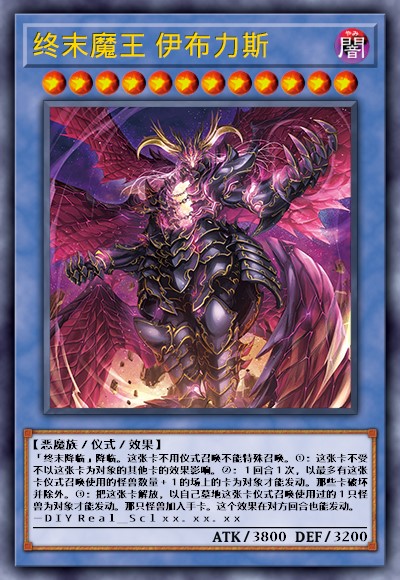 终末魔王 伊布力斯
やみ
闇
【恶魔族／仪式／效果】
「终末降临」降临。这张卡不用仪式召唤不能特殊召唤。①：这张卡不受
不以这张卡为对象的其他卡的效果影响。②：１回合１次，以最多有这张
卡仪式召唤使用的怪兽数量＋１的场上的卡为对象才能发动。那些卡破坏
并除外。③：把这张卡解放，以自己墓地这张卡仪式召唤使用过的１只怪
兽为对象才能发动。那只怪兽加入手卡。这个效果在对方回合也能发动。
－ＤＩＹ Ｒｅａｌ＿Ｓｃｌ ｘｘ．ｘｘ．ｘｘ
ATK／3800 DEF／3200